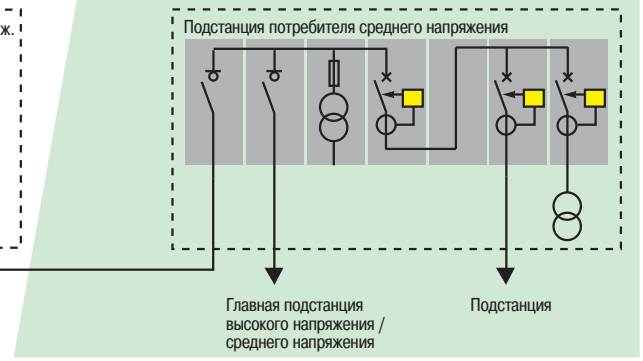 ж.
Подстанция потребителя среднего напряжения
Главная подстанция
высокого напряжения /
среднего напряжения
Подстанция